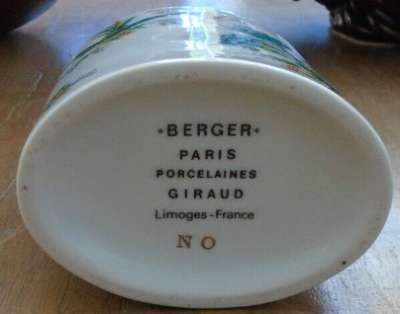 •BERGER•
PARIS
PORCELAINES
GIRAUD
Limoges-France
NO